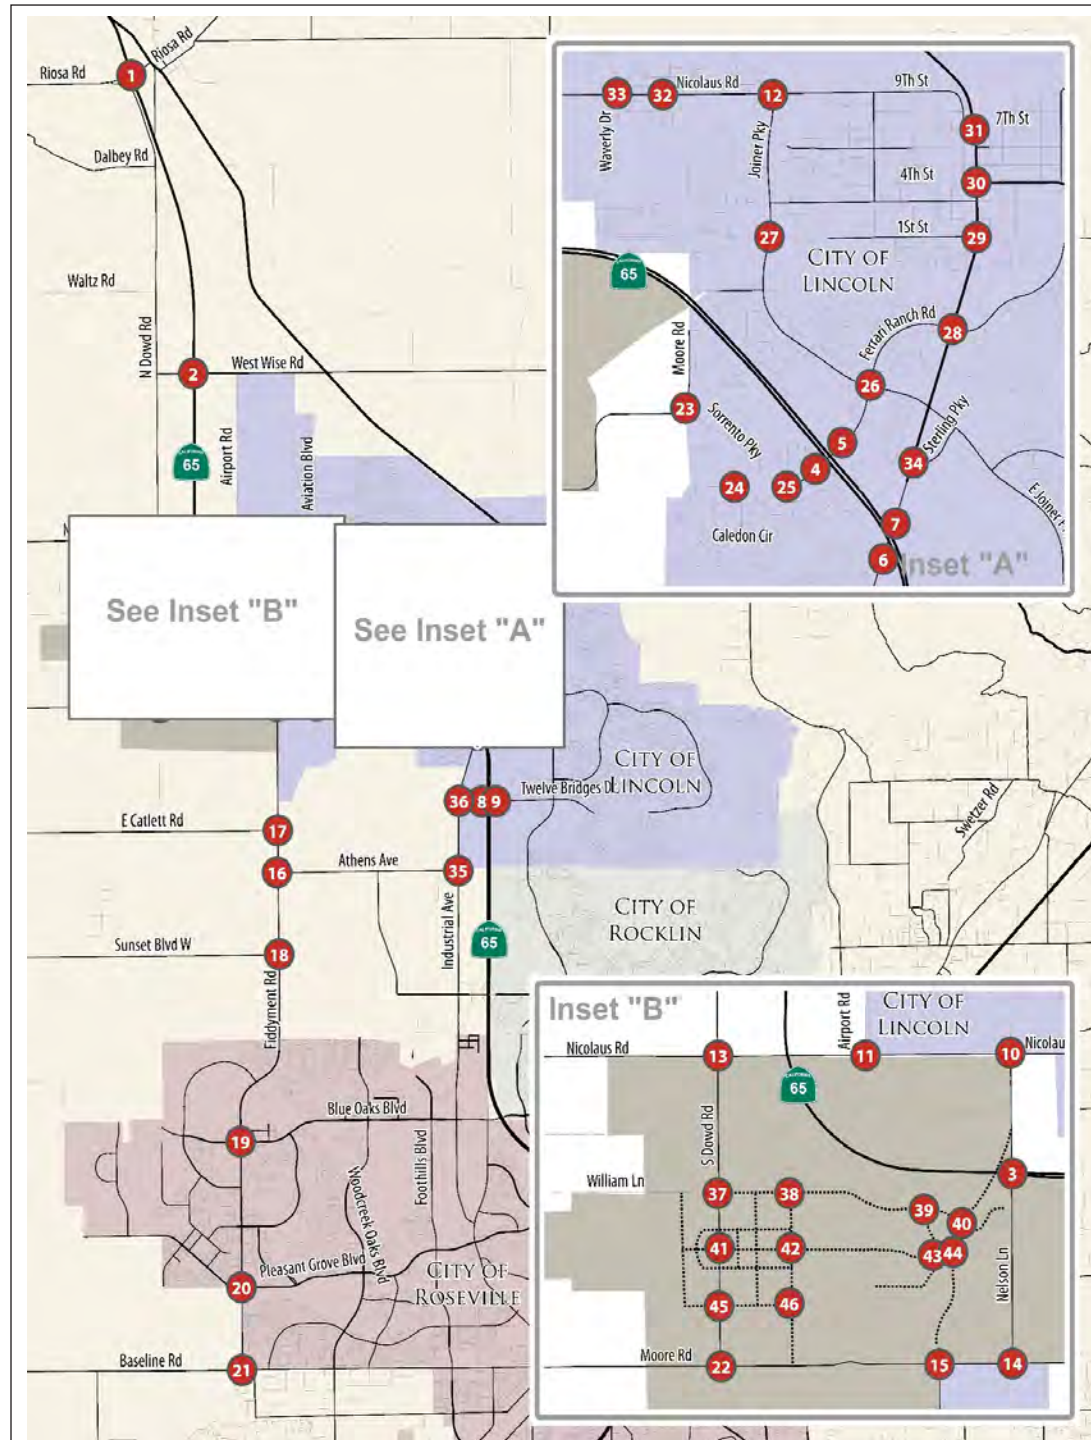 Riosa Rd
Riosa Rd
1
Dalbey Rd
Waltz Rd
N Dowd Rd
2
West Wise Rd
CALIFORNIA
65
Airport Rd
Aviation Blvd
N
See Inset "B"
See Inset "A"
33
32
Nicolaus Rd
12
9Th St
7Th St
31
Waverly Dr
Joiner Pky
4Th St
30
27
1St St
29
CITY OF
LINCOLN
CALIFORNIA
65
Ferrari Ranch Rd
28
Moore Rd
26
23
Sorrento Pky
5
Sterling Pky
4
34
24
25
E Joiner P
7
Caledon Cir
6
Inset "A"
CITY OF
LINCOLN
36
8
9
Twelve Bridges D
E Catlett Rd
17
Swetzer Rd
16
Athens Ave
35
CITY OF
ROCKLIN
Industrial Ave
CALIFORNIA
65
Sunset Blvd W
18
Fiddyment Rd
Blue Oaks Blvd
19
Foothills Blvd
Woodcreek Oaks Blvd
Pleasant Grove Blvd
20
CITY OF
ROSEVILLE
Baseline Rd
21
Inset "B"
Airport Rd
CITY OF
LINCOLN
Nicolaus Rd
13
11
10
Nicolau
CALIFORNIA
65
S Dowd Rd
William Ln
37
38
3
39
40
41
42
43
44
Nelson Ln
45
46
Moore Rd
22
15
14